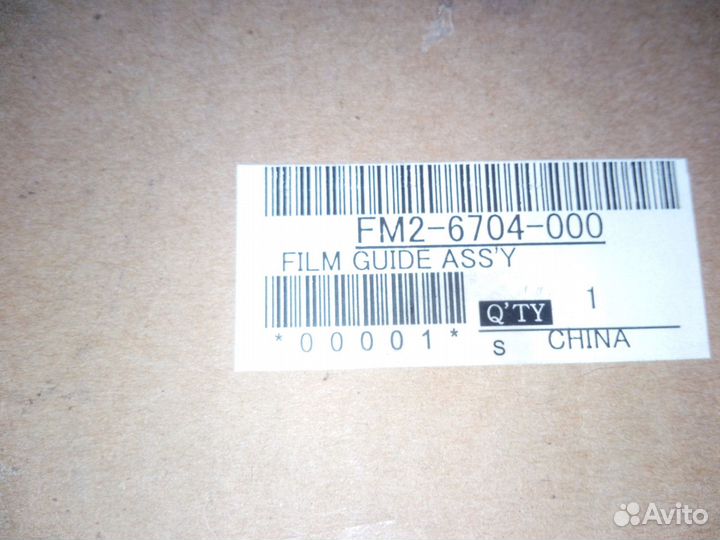 FM2-6704-000
FILM GUIDE ASS'Y
Q'TY 1
*00001*
S CHINA
Avito